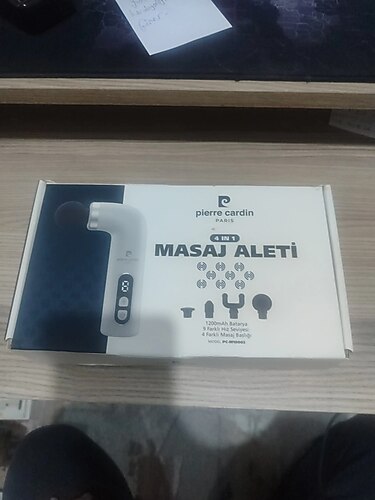 pierre cardin
PARIS
4 IN 1
MASAJ ALETİ
1200mAh Batarya
9 Farklı Hız Seviyesi
4 Farklı Masaj Başlığı